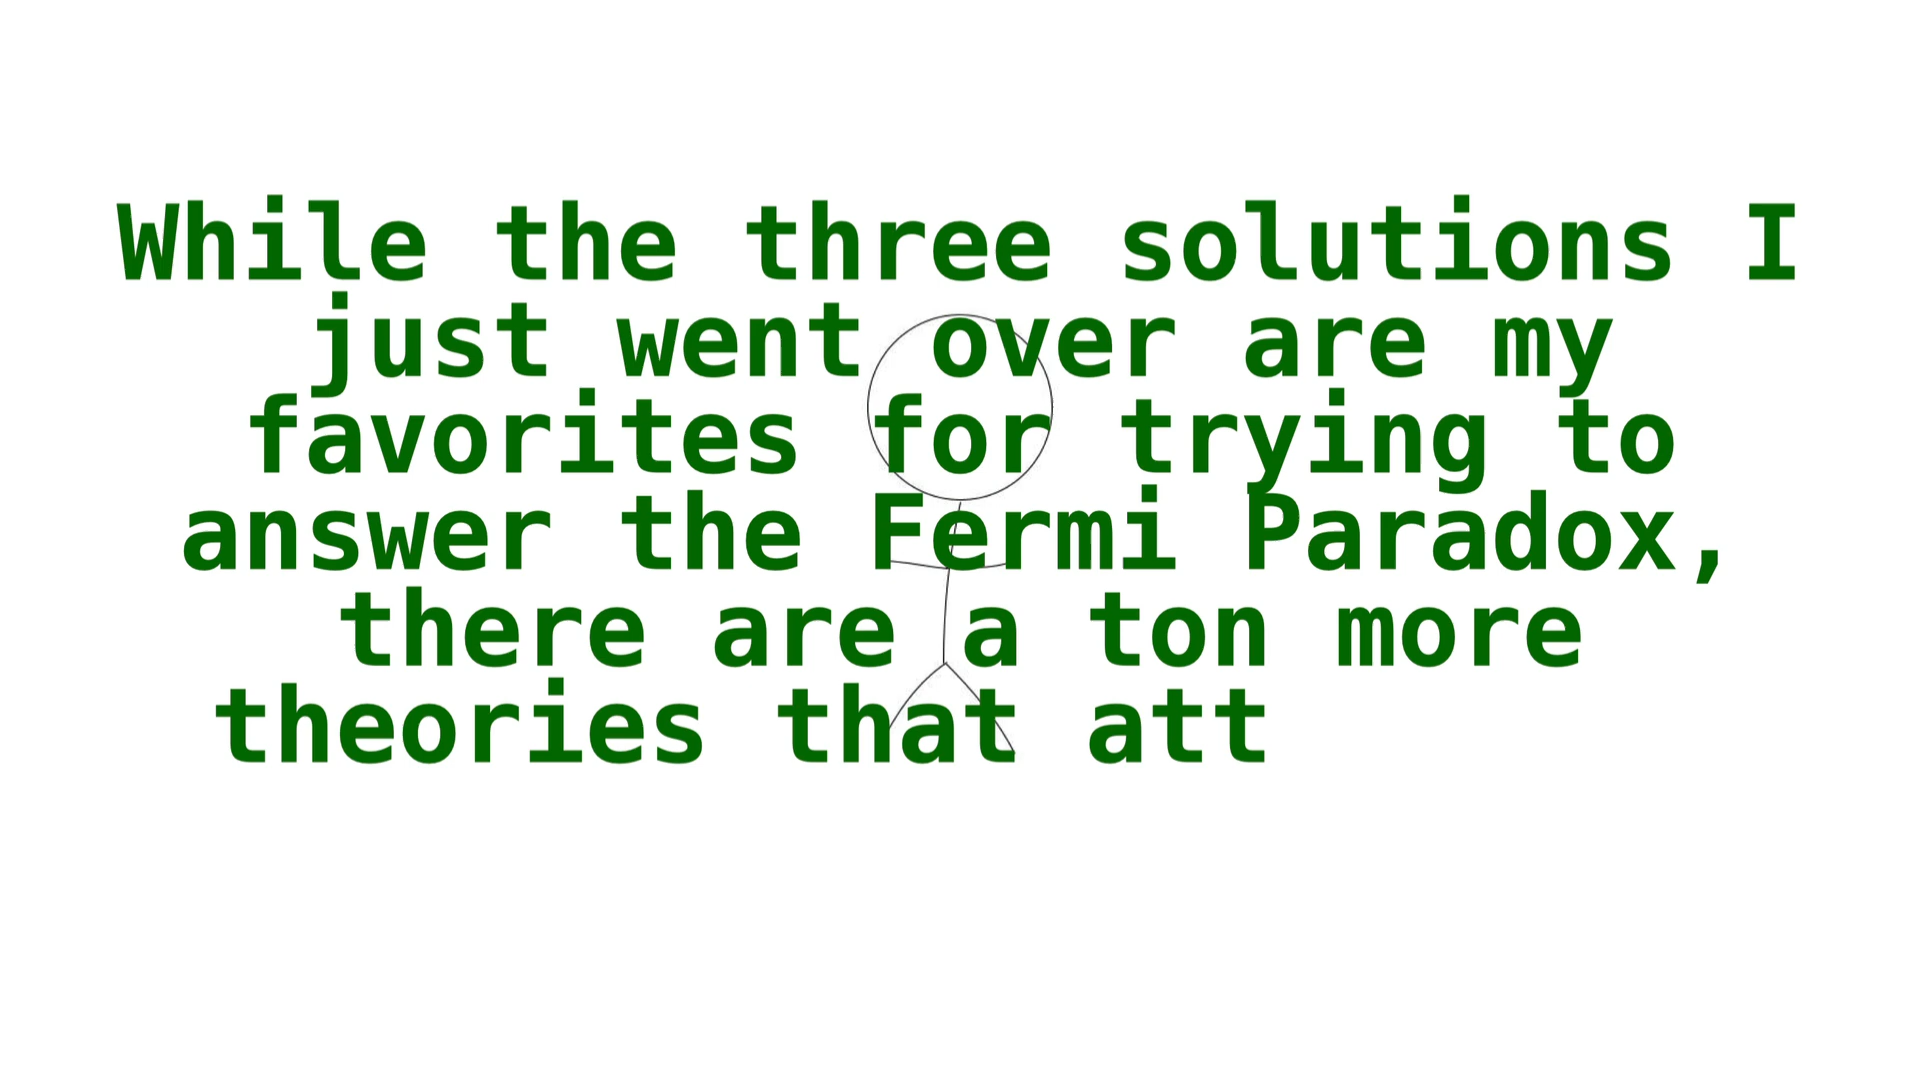 While the three solutions I
just went over are my
favorites for trying to
answer the Fermi Paradox,
there are a ton more
theories that att